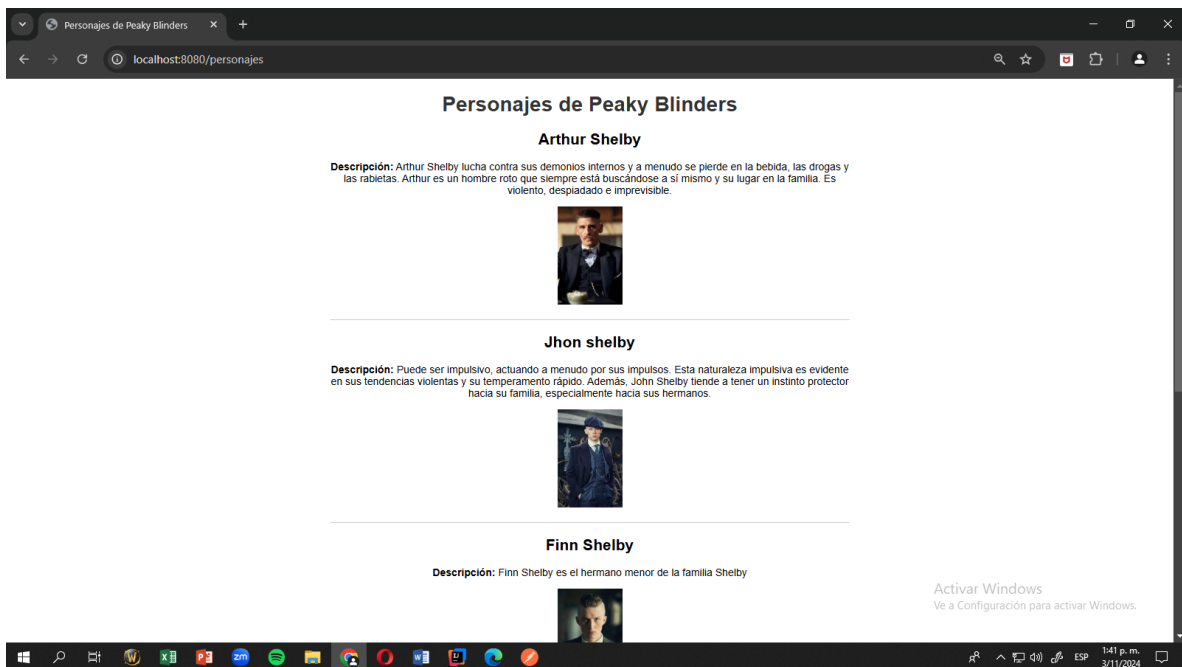 Personajes de Peaky Blinders
localhost:8080/personajes
Personajes de Peaky Blinders
Arthur Shelby
Descripción: Arthur Shelby lucha contra sus demonios internos y a menudo se pierde en la bebida, las drogas y
las rabietas. Arthur es un hombre roto que siempre está buscándose a sí mismo y su lugar en la familia. Es
violento, despiadado e imprevisible.
Jhon shelby
Descripción: Puede ser impulsivo, actuando a menudo por sus impulsos. Esta naturaleza impulsiva es evidente
en sus tendencias violentas y su temperamento rápido. Además, John Shelby tiende a tener un instinto protector
hacia su familia, especialmente hacia sus hermanos.
Finn Shelby
Descripción: Finn Shelby es el hermano menor de la familia Shelby
Activar Windows
Ve a Configuración para activar Windows.
zm
ESP
1:41 p. m.
3/11/2024